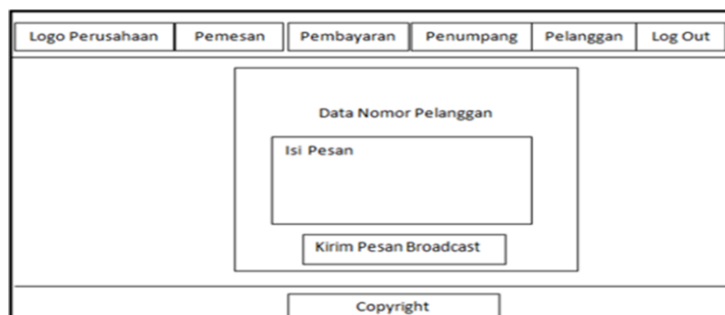 Logo Perusahaan Pemesan Pembayaran Penumpang Pelanggan Log Out
Data Nomor Pelanggan
Isi Pesan
Kirim Pesan Broadcast
Copyright